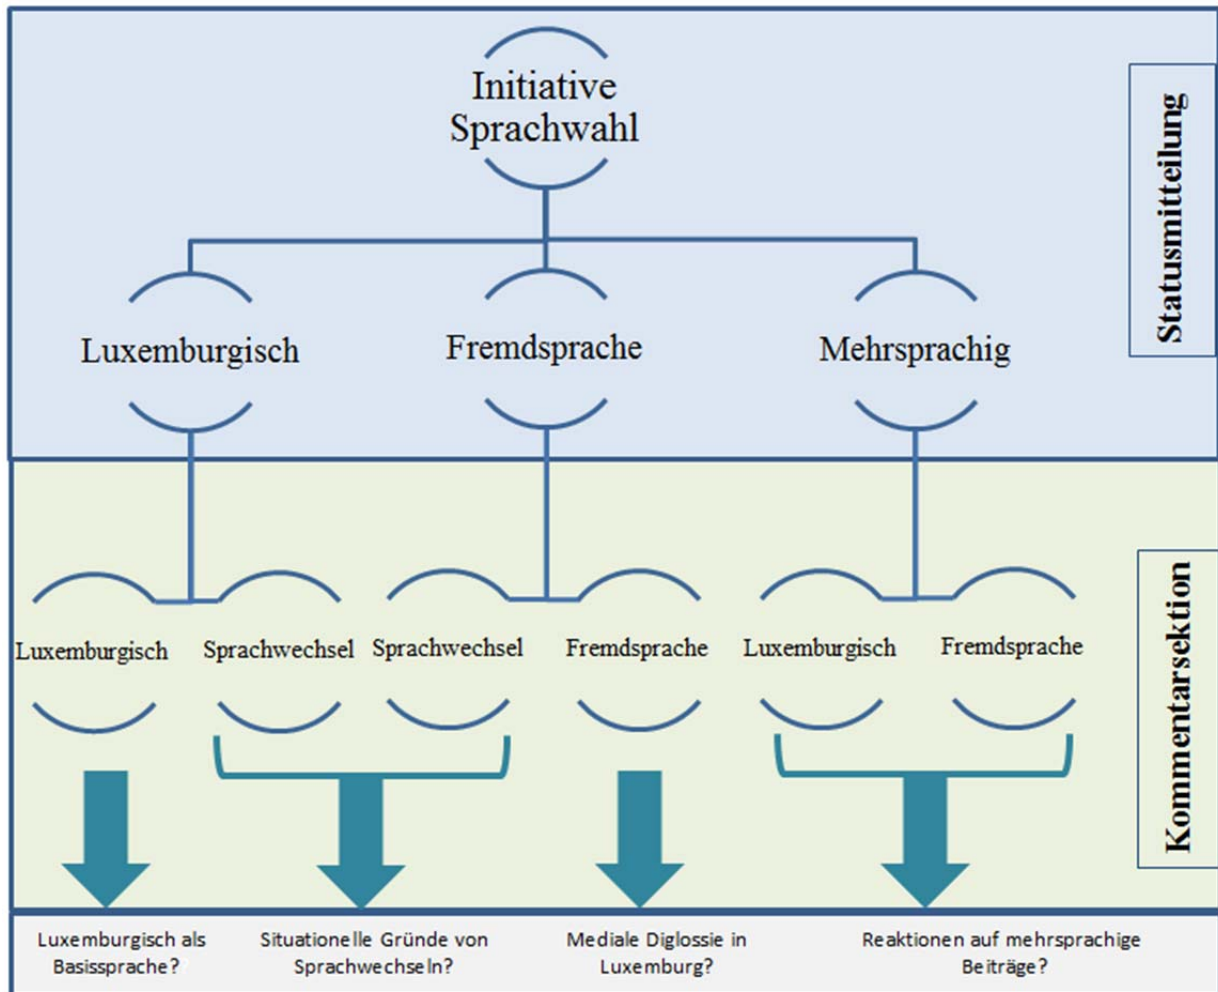 Initiative
Sprachwahl
Statusmitteilung
Luxemburgisch
Fremdsprache
Mehrsprachig
Luxemburgisch
Sprachwechsel
Sprachwechsel
Fremdsprache
Luxemburgisch
Fremdsprache
Kommentarsektion
Luxemburgisch als
Basissprache?
Situationelle Gründe von
Sprachwechseln?
Mediale Diglossie in
Luxemburg?
Reaktionen auf mehrsprachige
Beiträge?